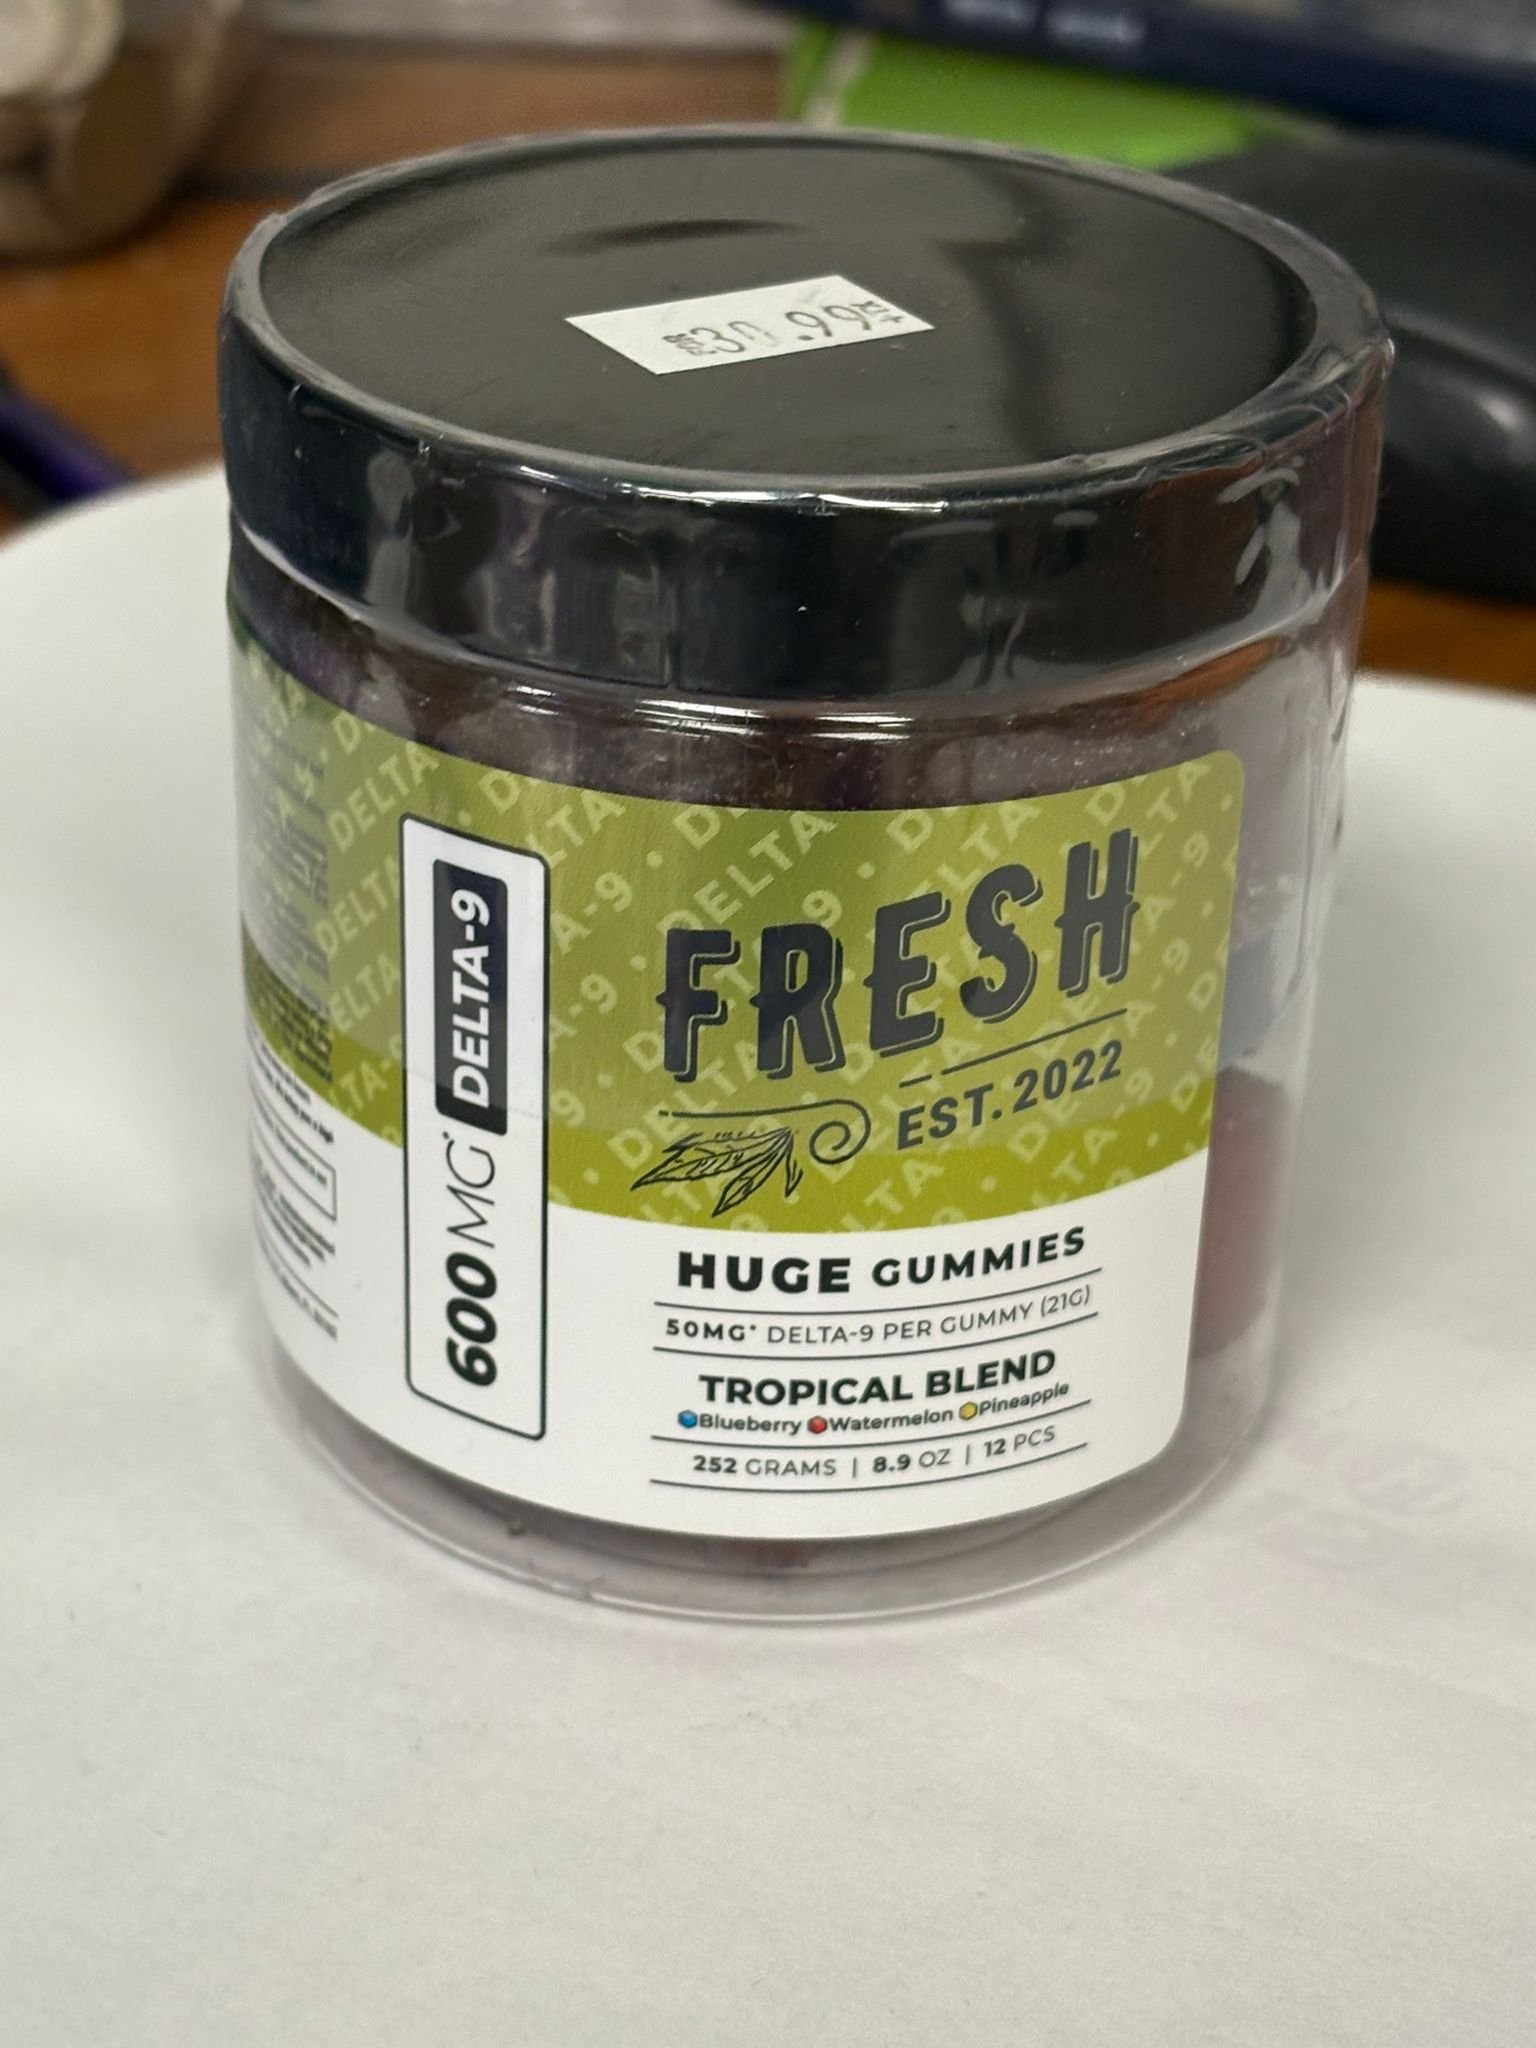 30.99
600MG* DELTA-9
FRESH
EST. 2022
HUGE GUMMIES
50MG* DELTA-9 PER GUMMY (21G)
TROPICAL BLEND
Blueberry Watermelon Pineapple
252 GRAMS | 8.9 OZ | 12 PCS